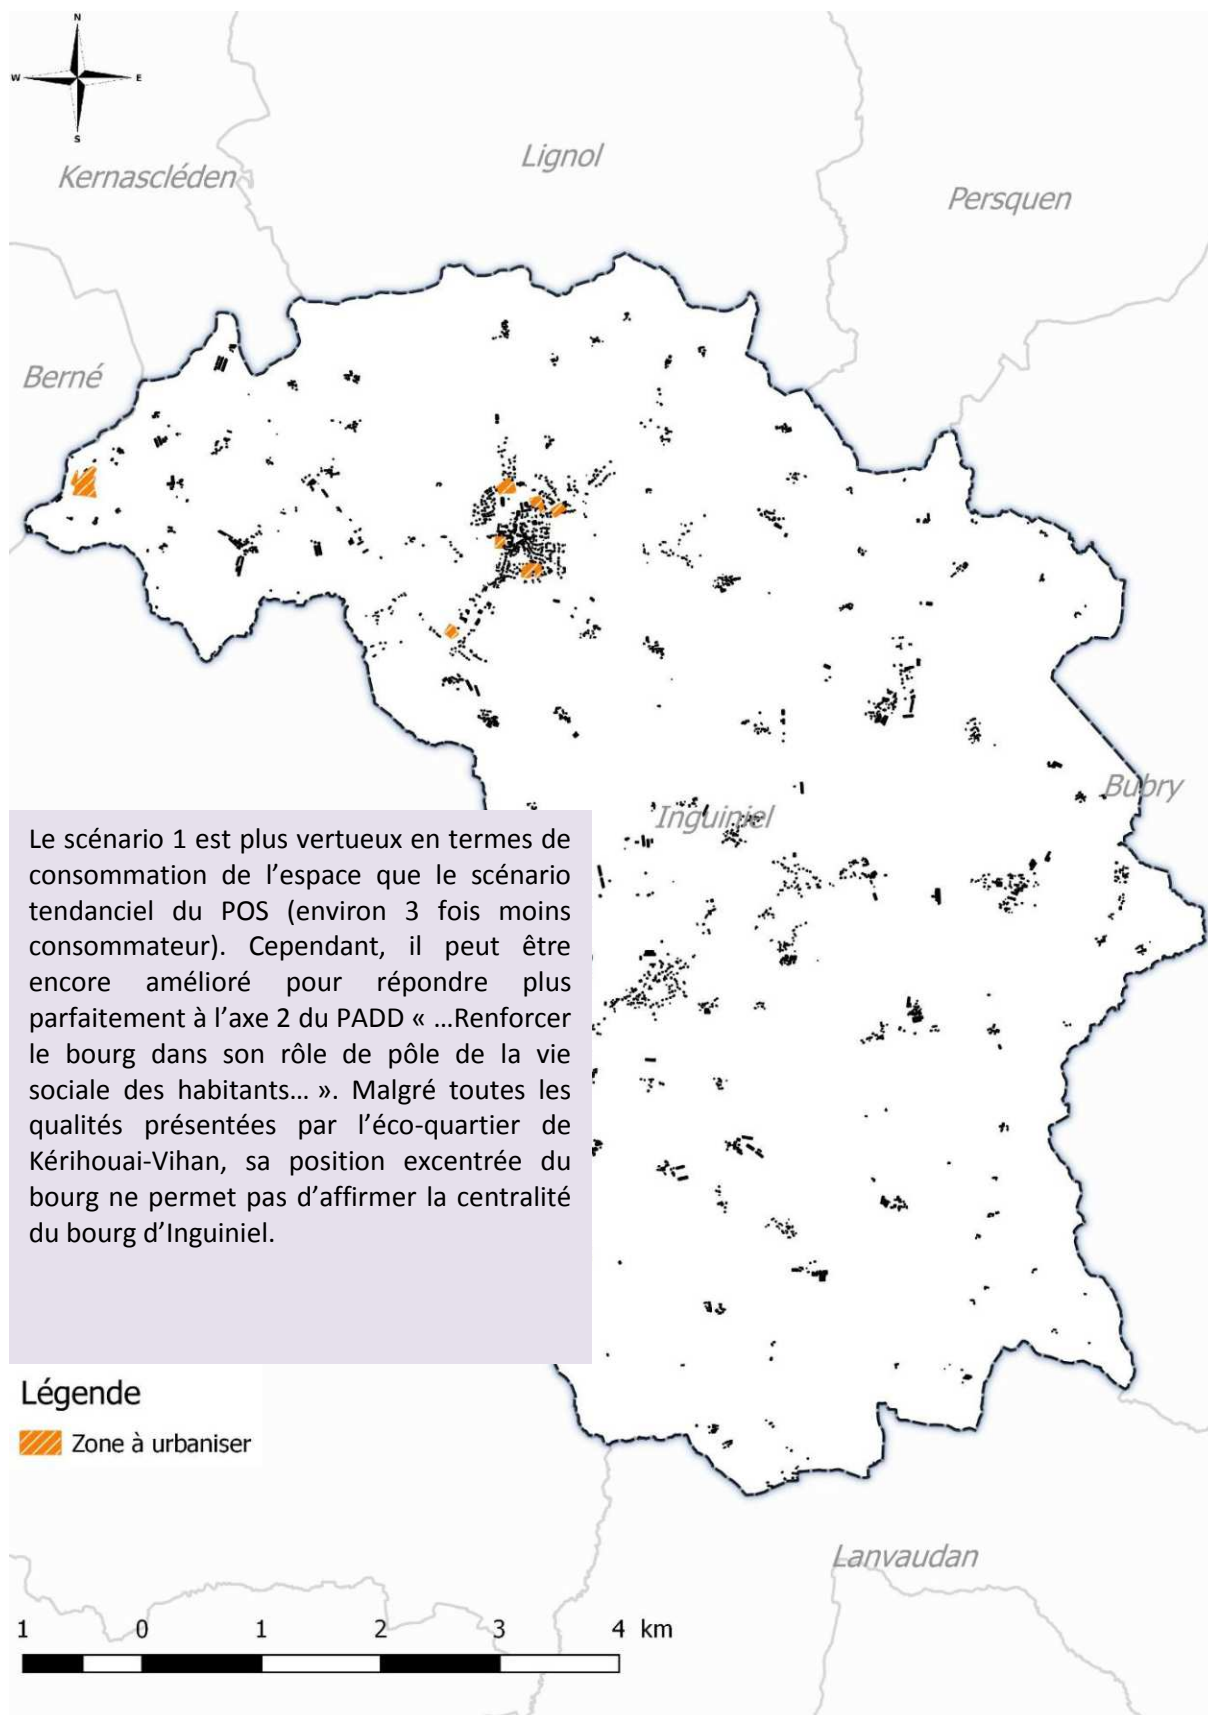 N
W
E
S
Kernascléden
Lignol
Persquen
Berné
Bubry
Inguiniel
Le scénario 1 est plus vertueux en termes de
consommation de l’espace que le scénario
tendanciel du POS (environ 3 fois moins
consommateur). Cependant, il peut être
encore amélioré pour répondre plus
parfaitement à l’axe 2 du PADD « …Renforcer
le bourg dans son rôle de pôle de la vie
sociale des habitants… ». Malgré toutes les
qualités présentées par l’éco-quartier de
Kérihouai-Vihan, sa position excentrée du
bourg ne permet pas d’affirmer la centralité
du bourg d’Inguiniel.
Légende
Zone à urbaniser
Lanvaudan
1 0 1 2 3 4 km